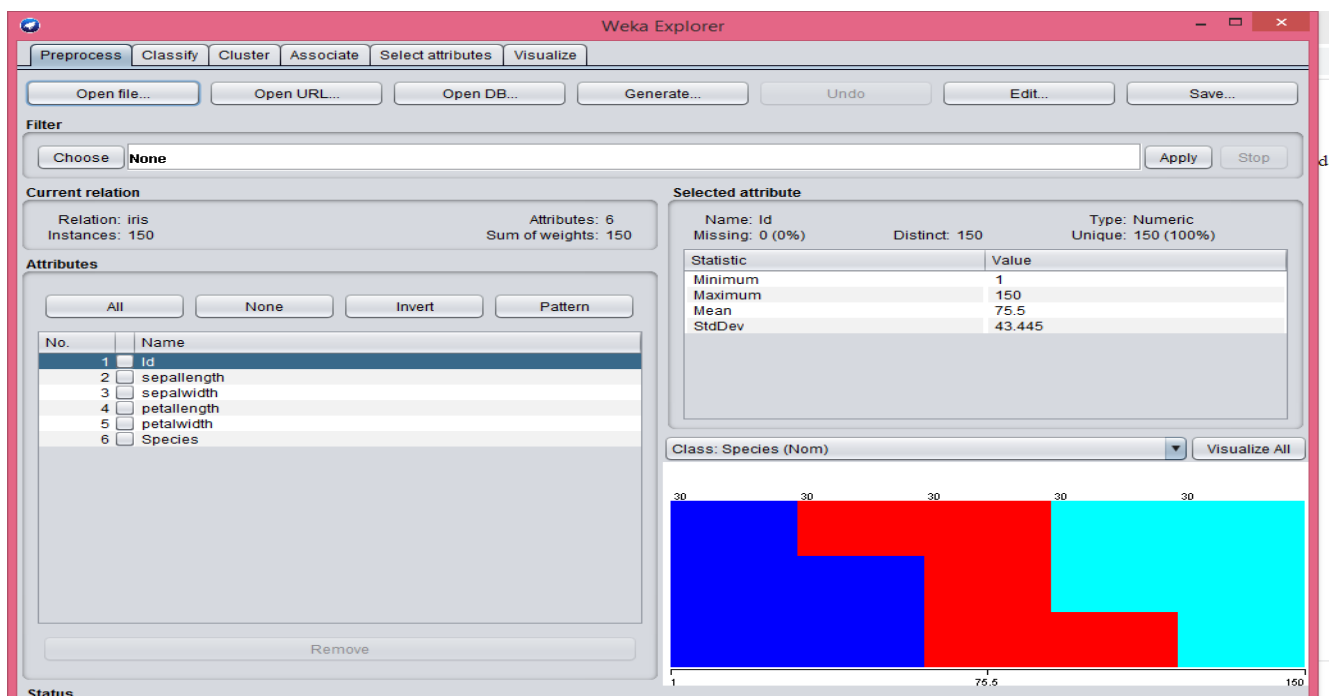 Weka Explorer
Preprocess Classify Cluster Associate Select attributes Visualize
Open file... Open URL... Open DB... Generate... Undo Edit... Save...
Filter
Choose None Apply Stop
Current relation
Relation: iris Attributes: 6
Instances: 150 Sum of weights: 150
Attributes
All None Invert Pattern
No. Name
1 Id
2 sepallength
3 sepalwidth
4 petallength
5 petalwidth
6 Species
Remove
Status
Selected attribute
Name: Id Type: Numeric
Missing: 0 (0%) Distinct: 150 Unique: 150 (100%)
Statistic Value
Minimum 1
Maximum 150
Mean 75.5
StdDev 43.445
Class: Species (Nom) Visualize All
30 30 30 30 30
1 75.5 150
d